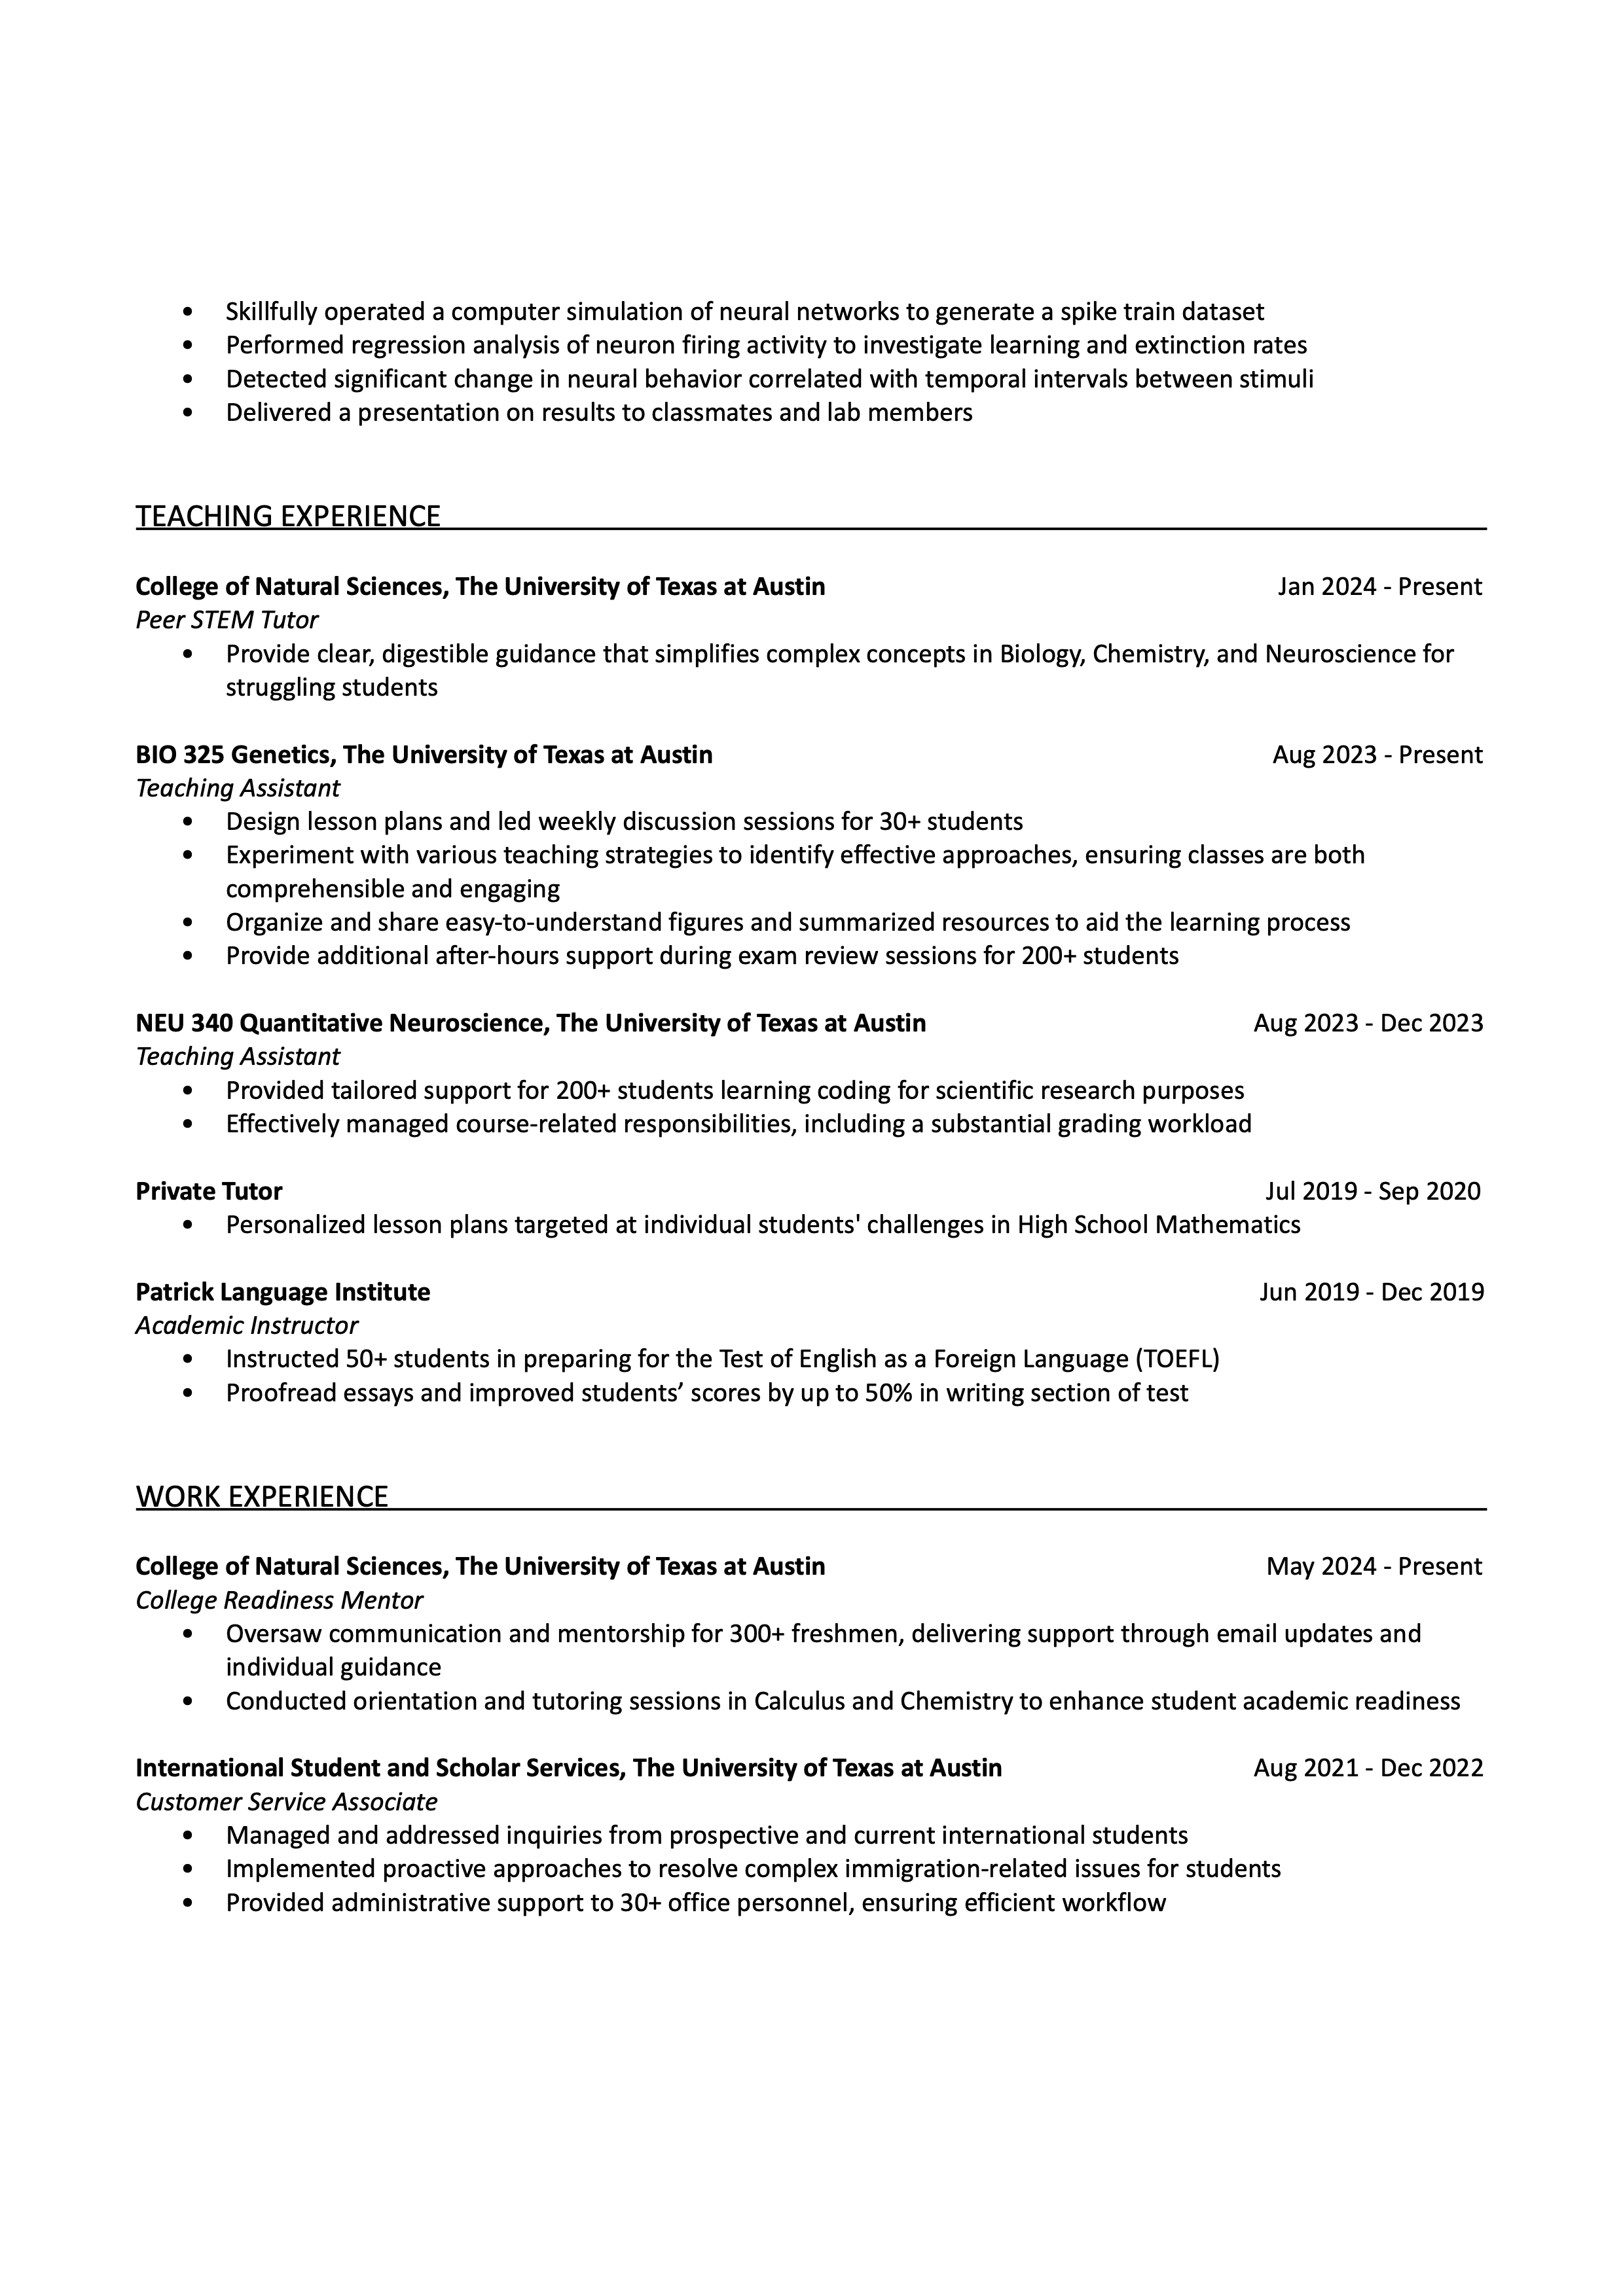 • Skillfully operated a computer simulation of neural networks to generate a spike train dataset
• Performed regression analysis of neuron firing activity to investigate learning and extinction rates
• Detected significant change in neural behavior correlated with temporal intervals between stimuli
• Delivered a presentation on results to classmates and lab members
TEACHING EXPERIENCE
College of Natural Sciences, The University of Texas at Austin Jan 2024 - Present
Peer STEM Tutor
• Provide clear, digestible guidance that simplifies complex concepts in Biology, Chemistry, and Neuroscience for
struggling students
BIO 325 Genetics, The University of Texas at Austin Aug 2023 - Present
Teaching Assistant
• Design lesson plans and led weekly discussion sessions for 30+ students
• Experiment with various teaching strategies to identify effective approaches, ensuring classes are both
comprehensible and engaging
• Organize and share easy-to-understand figures and summarized resources to aid the learning process
• Provide additional after-hours support during exam review sessions for 200+ students
NEU 340 Quantitative Neuroscience, The University of Texas at Austin Aug 2023 - Dec 2023
Teaching Assistant
• Provided tailored support for 200+ students learning coding for scientific research purposes
• Effectively managed course-related responsibilities, including a substantial grading workload
Private Tutor Jul 2019 - Sep 2020
• Personalized lesson plans targeted at individual students' challenges in High School Mathematics
Patrick Language Institute Jun 2019 - Dec 2019
Academic Instructor
• Instructed 50+ students in preparing for the Test of English as a Foreign Language (TOEFL)
• Proofread essays and improved students’ scores by up to 50% in writing section of test
WORK EXPERIENCE
College of Natural Sciences, The University of Texas at Austin May 2024 - Present
College Readiness Mentor
• Oversaw communication and mentorship for 300+ freshmen, delivering support through email updates and
individual guidance
• Conducted orientation and tutoring sessions in Calculus and Chemistry to enhance student academic readiness
International Student and Scholar Services, The University of Texas at Austin Aug 2021 - Dec 2022
Customer Service Associate
• Managed and addressed inquiries from prospective and current international students
• Implemented proactive approaches to resolve complex immigration-related issues for students
• Provided administrative support to 30+ office personnel, ensuring efficient workflow